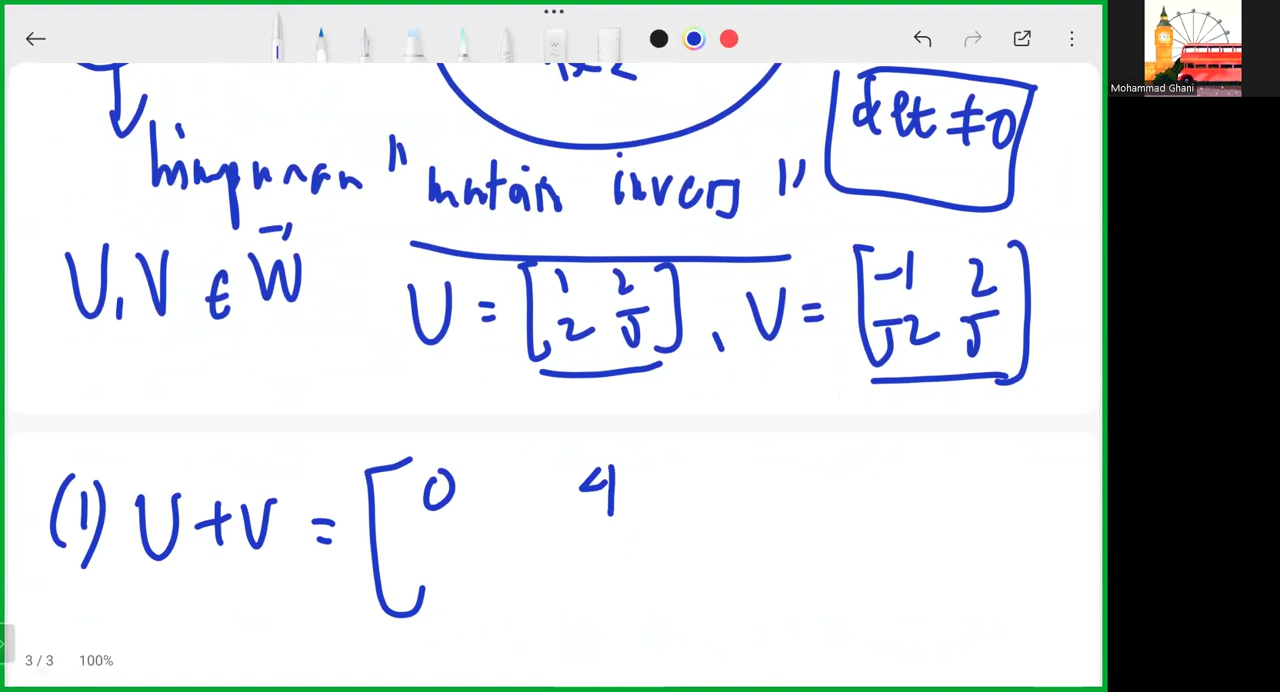 Mohammad Ghani
det ≠ 0
himpunan "matriks invers"
U, V ∈ W⃗
U = [1 2
2 5], V = [-1 2
-2 5]
(1) U + V = [0 4
3 / 3 100%